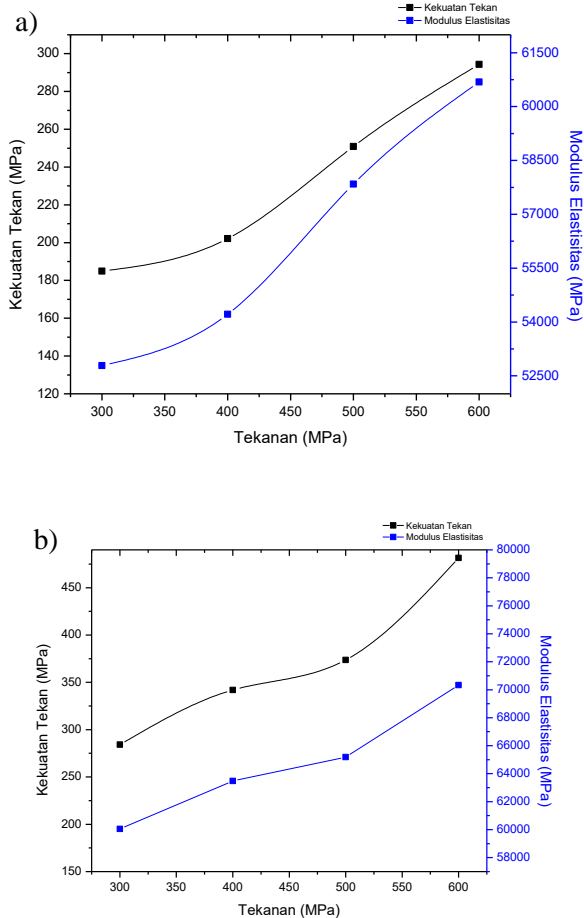 a)
Kekuatan Tekan
Modulus Elastisitas
Kekuatan Tekan (MPa)
300
280
260
240
220
200
180
160
140
120
61500
60000
58500
57000
55500
54000
52500
Modulus Elastisitas
(MPa)
300 350 400 450 500 550 600
Tekanan (MPa)
b)
Kekuatan Tekan
Modulus Elastisitas
Kekuatan Tekan (MPa)
450
400
350
300
250
200
150
80000
78000
76000
74000
72000
70000
68000
66000
64000
62000
60000
58000
Modulus Elastisitas
(MPa)
300 350 400 450 500 550 600
Tekanan (MPa)